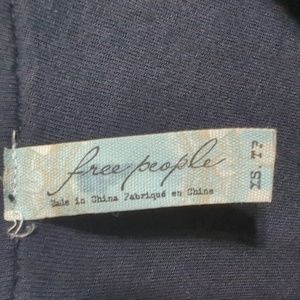 free people
Made in China Fabriqué en Chine
XS.TP